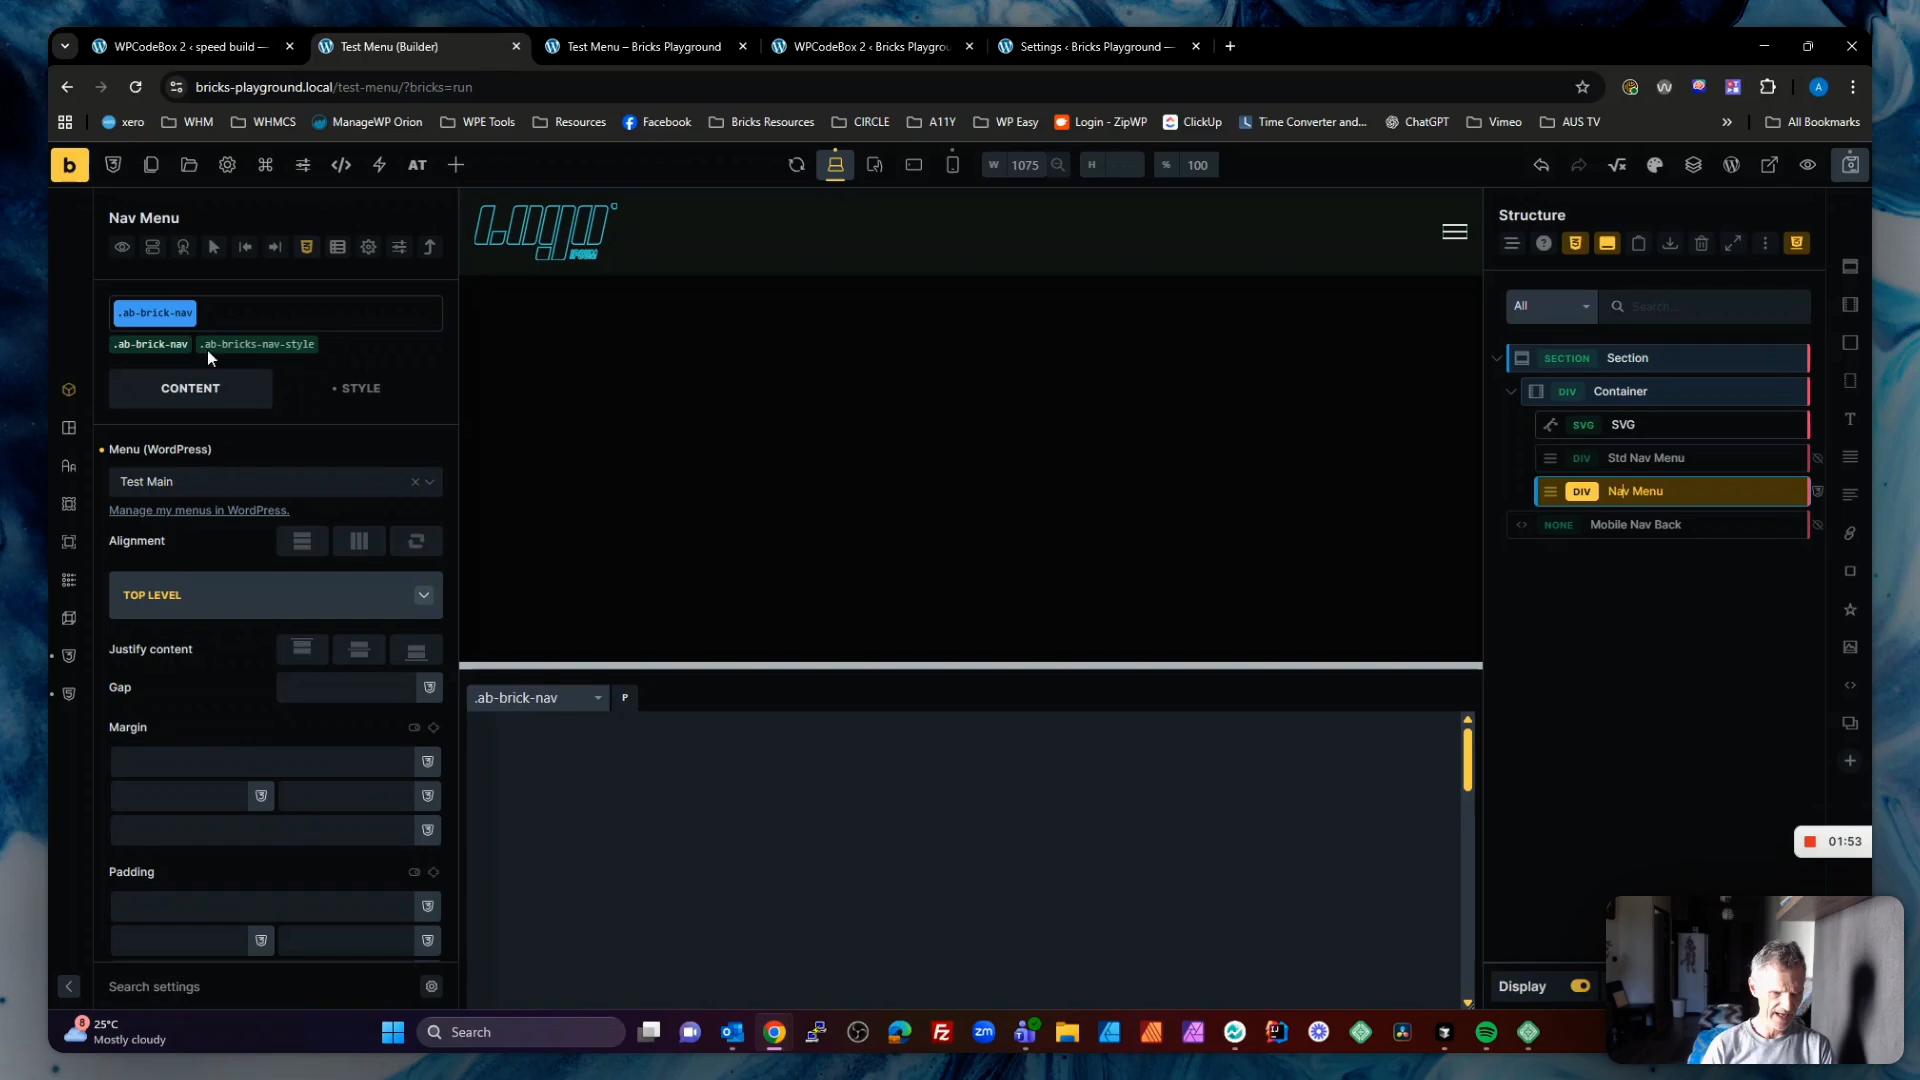 WPCodeBox 2 ‹ speed build —
Test Menu (Builder)
Test Menu – Bricks Playground
WPCodeBox 2 ‹ Bricks Playgrou
Settings ‹ Bricks Playground —
bricks-playground.local/test-menu/?bricks=run
A
xero
WHM
WHMCS
ManageWP Orion
WPE Tools
Resources
Facebook
Bricks Resources
CIRCLE
A11Y
WP Easy
Login - ZipWP
ClickUp
Time Converter and...
ChatGPT
Vimeo
AUS TV
»
All Bookmarks
b
AT
W 1075
H
% 100
Nav Menu
.ab-brick-nav
.ab-brick-nav .ab-bricks-nav-style
CONTENT
• STYLE
Menu (WordPress)
Test Main
Manage my menus in WordPress.
Alignment
TOP LEVEL
Justify content
Gap
Margin
Padding
Search settings
LOGO
IPSUM
.ab-brick-nav
P
Structure
All
Search...
SECTION Section
DIV Container
SVG SVG
DIV Std Nav Menu
DIV Nav Menu
NONE Mobile Nav Back
01:53
Display
8
25°C
Mostly cloudy
Search
zm